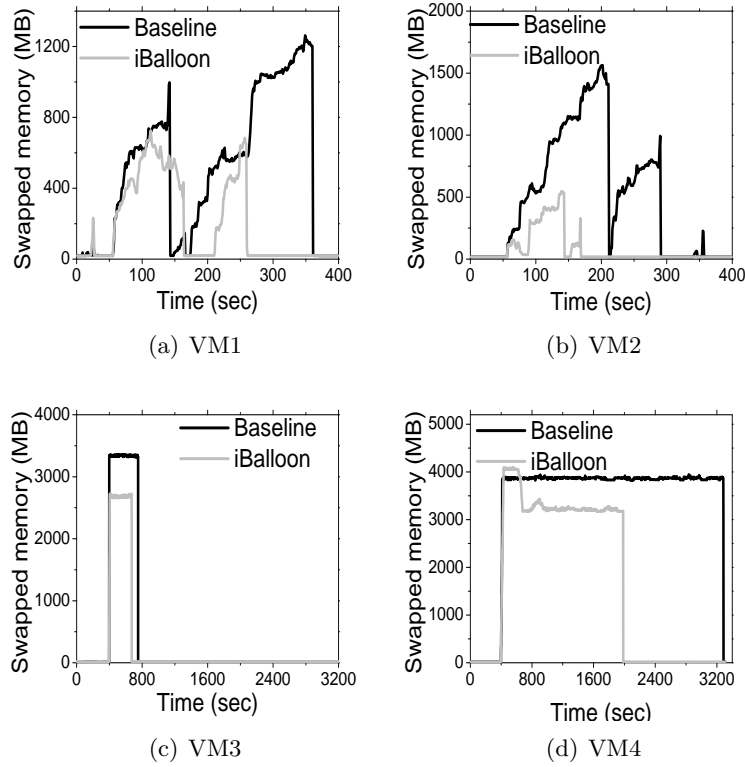 Swapped memory (MB)
1200
800
400
0
Baseline
iBalloon
0 100 200 300 400
Time (sec)
(a) VM1
Swapped memory (MB)
2000
1500
1000
500
0
Baseline
iBalloon
0 100 200 300 400
Time (sec)
(b) VM2
Swapped memory (MB)
4000
3000
2000
1000
0
Baseline
iBalloon
0 800 1600 2400 3200
Time (sec)
(c) VM3
Swapped memory (MB)
5000
4000
3000
2000
1000
0
Baseline
iBalloon
0 800 1600 2400 3200
Time (sec)
(d) VM4